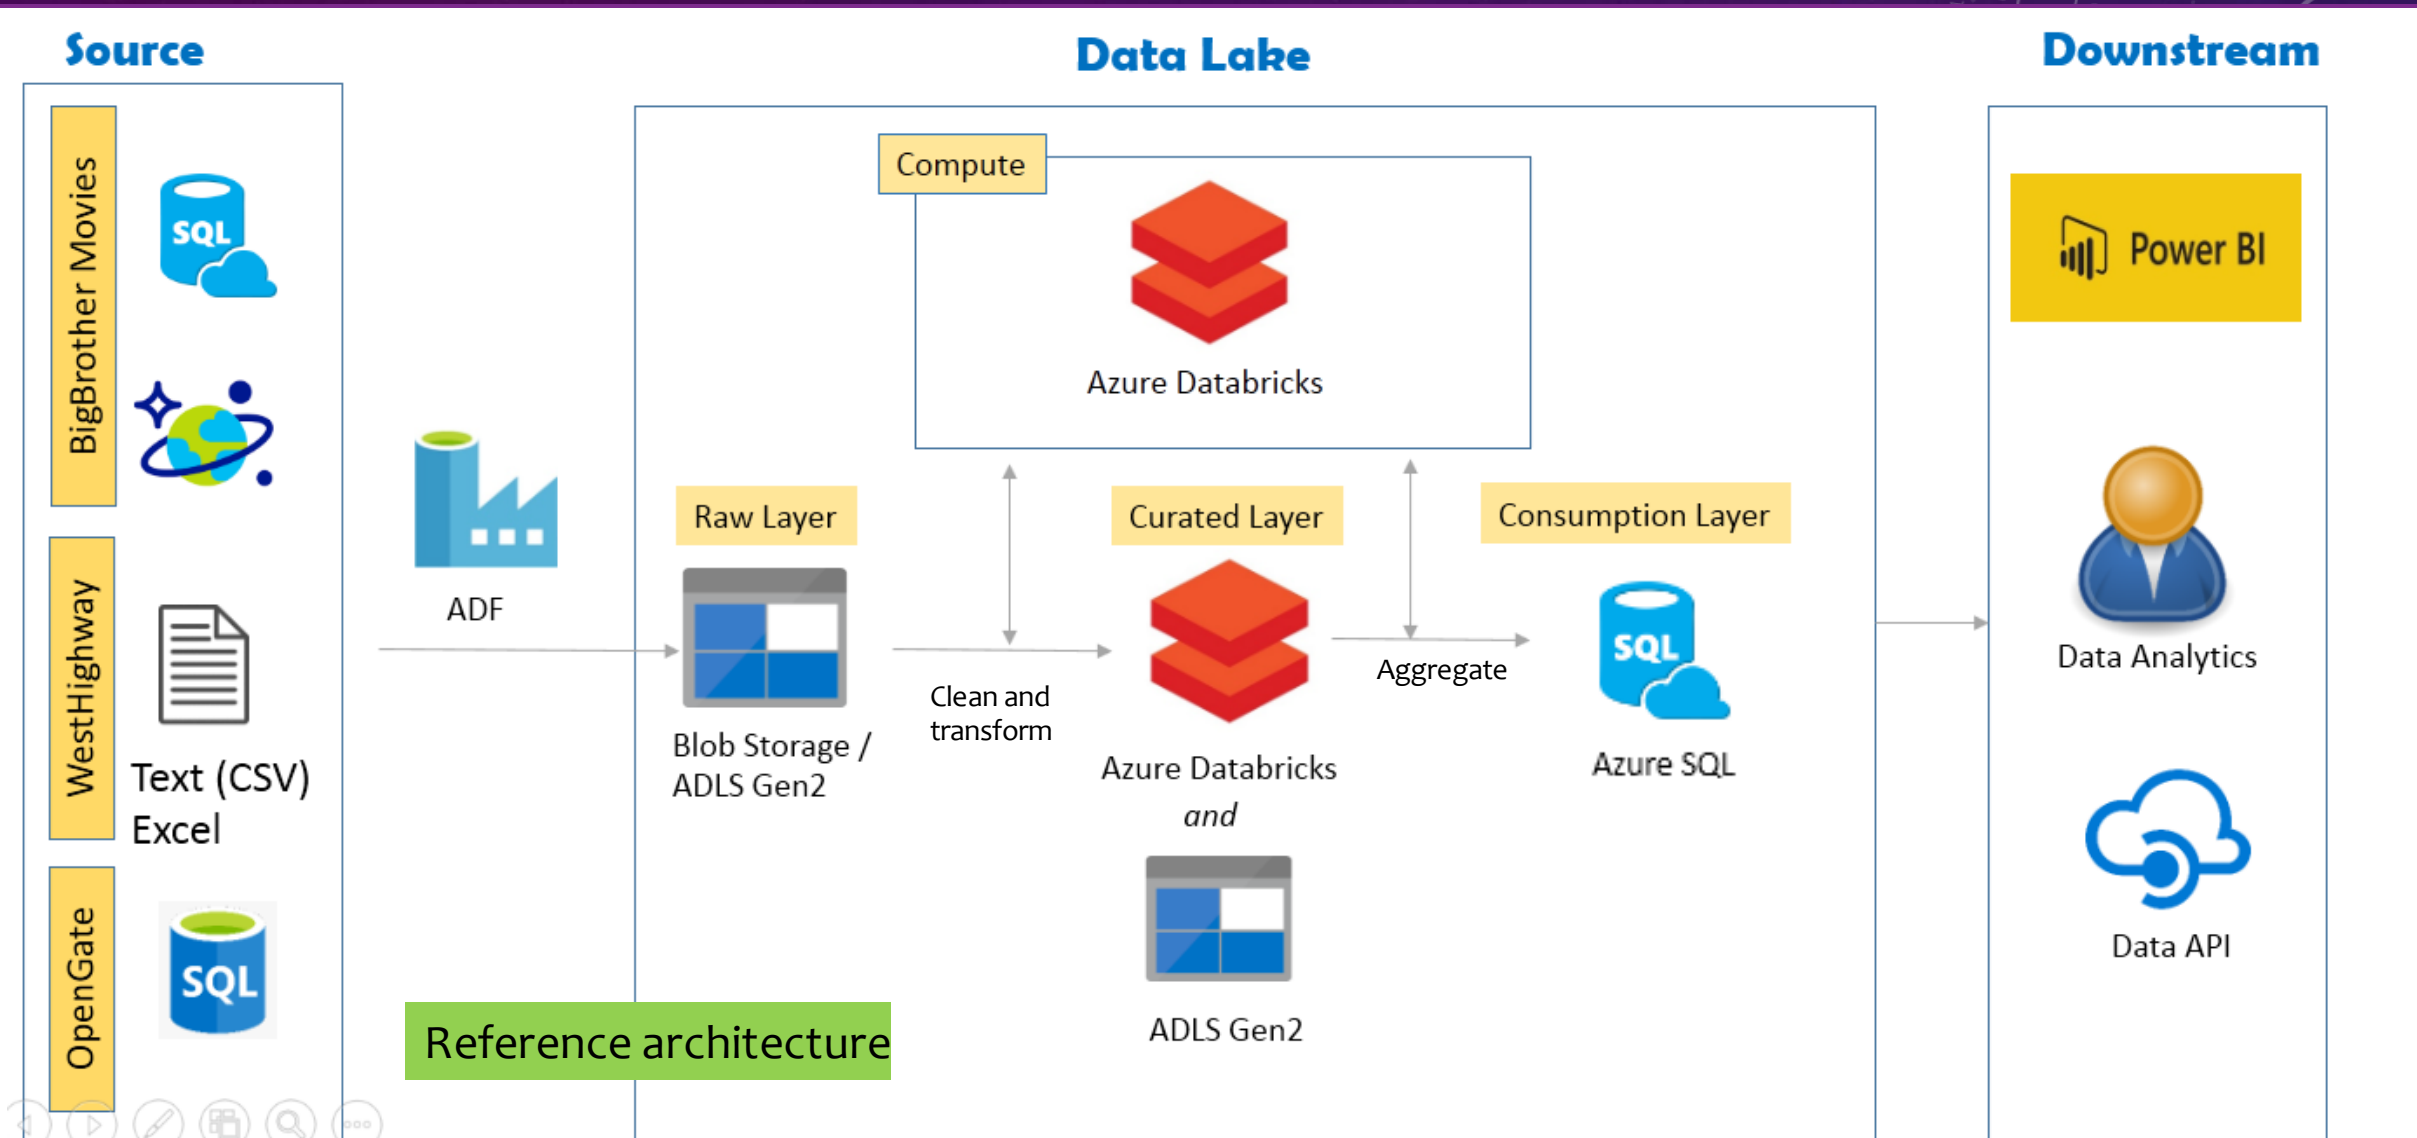 Source
Data Lake
Downstream
BigBrother Movies
SQL
WestHighway
Text (CSV)
Excel
OpenGate
SQL
ADF
Compute
Azure Databricks
Raw Layer
Blob Storage /
ADLS Gen2
Clean and
transform
Curated Layer
Azure Databricks
and
ADLS Gen2
Aggregate
Consumption Layer
SQL
Azure SQL
Power BI
Data Analytics
Data API
Reference architecture